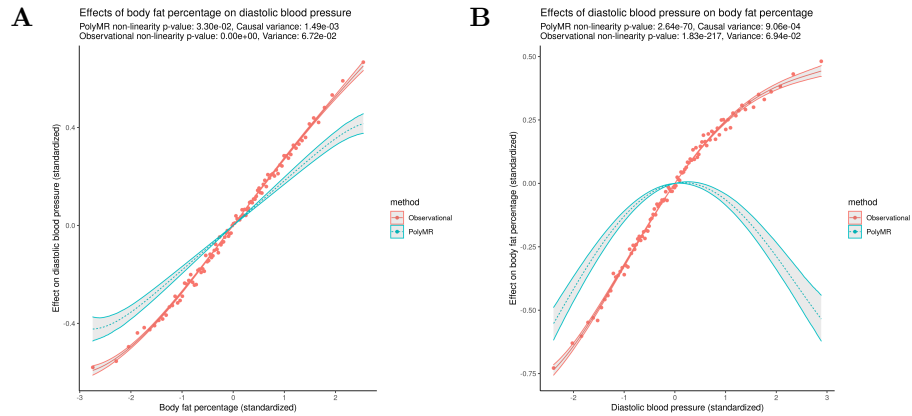 A
Effects of body fat percentage on diastolic blood pressure
PolyMR non-linearity p-value: 3.30e-02, Causal variance: 1.49e-03
Observational non-linearity p-value: 0.00e+00, Variance: 6.72e-02
Effect on diastolic blood pressure (standardized)
0.4
0.0
-0.4
-3 -2 -1 0 1 2
Body fat percentage (standardized)
method
Observational
PolyMR
B
Effects of diastolic blood pressure on body fat percentage
PolyMR non-linearity p-value: 2.64e-70, Causal variance: 9.06e-04
Observational non-linearity p-value: 1.83e-217, Variance: 6.94e-02
Effect on body fat percentage (standardized)
0.50
0.25
0.00
-0.25
-0.50
-0.75
-2 -1 0 1 2 3
Diastolic blood pressure (standardized)
method
Observational
PolyMR